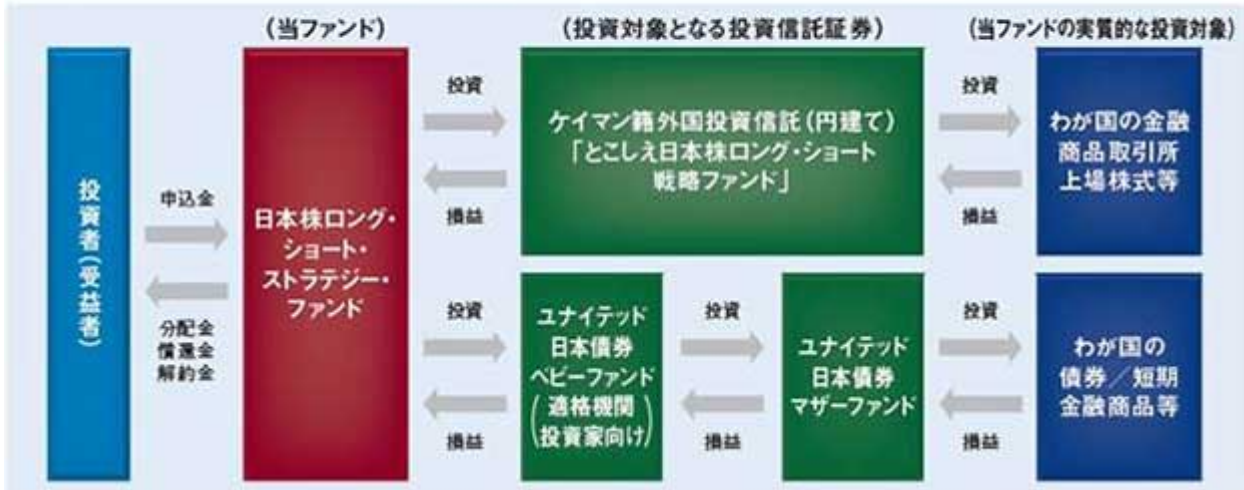 (当ファンド)
(投資対象となる投資信託証券)
(当ファンドの実質的な投資対象)
投資者(受益者)
申込金
分配金
償還金
解約金
日本株ロング・
ショート・
ストラテジー・
ファンド
投資
損益
ケイマン籍外国投資信託(円建て)
「とこしえ日本株ロング・ショート
戦略ファンド」
投資
損益
わが国の金融
商品取引所
上場株式等
投資
損益
ユナイテッド
日本債券
ベビーファンド
(適格機関
投資家向け)
投資
損益
ユナイテッド
日本債券
マザーファンド
投資
損益
わが国の
債券/短期
金融商品等